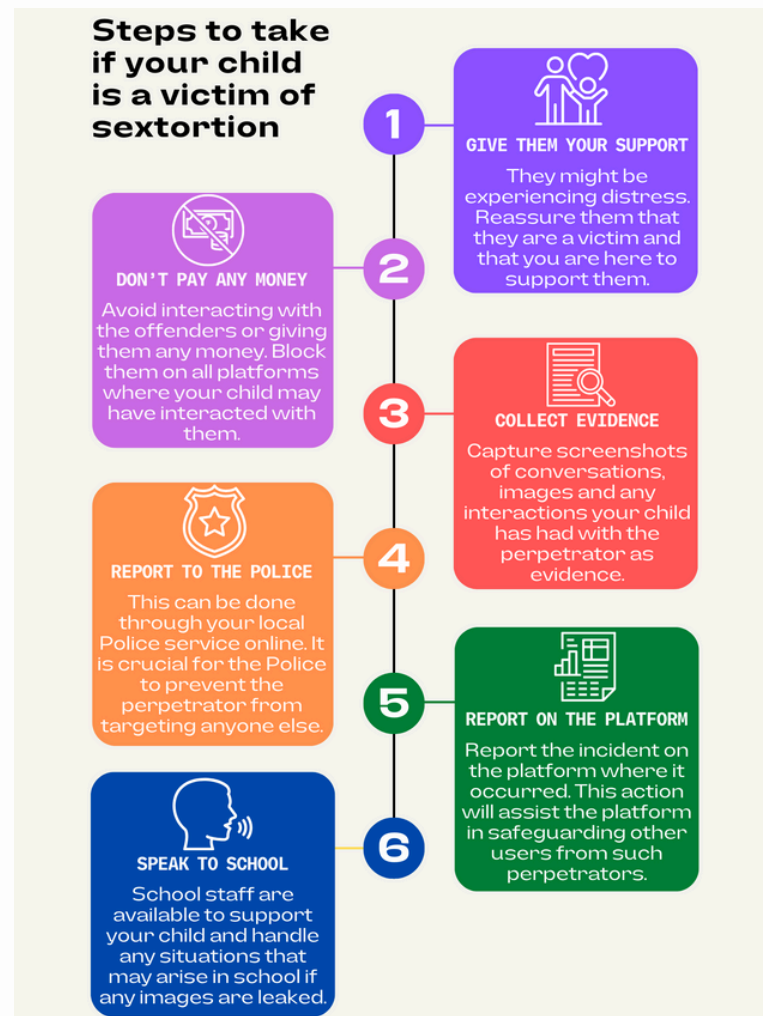 Steps to take
if your child
is a victim of
sextortion
1
GIVE THEM YOUR SUPPORT
They might be
experiencing distress.
Reassure them that
they are a victim and
that you are here to
support them.
2
DON'T PAY ANY MONEY
Avoid interacting with
the offenders or giving
them any money. Block
them on all platforms
where your child may
have interacted with
them.
3
COLLECT EVIDENCE
Capture screenshots
of conversations,
images and any
interactions your child
has had with the
perpetrator as
evidence.
4
REPORT TO THE POLICE
This can be done
through your local
Police service online. It
is crucial for the Police
to prevent the
perpetrator from
targeting anyone else.
5
REPORT ON THE PLATFORM
Report the incident on
the platform where it
occurred. This action
will assist the platform
in safeguarding other
users from such
perpetrators.
6
SPEAK TO SCHOOL
School staff are
available to support
your child and handle
any situations that
may arise in school if
any images are leaked.